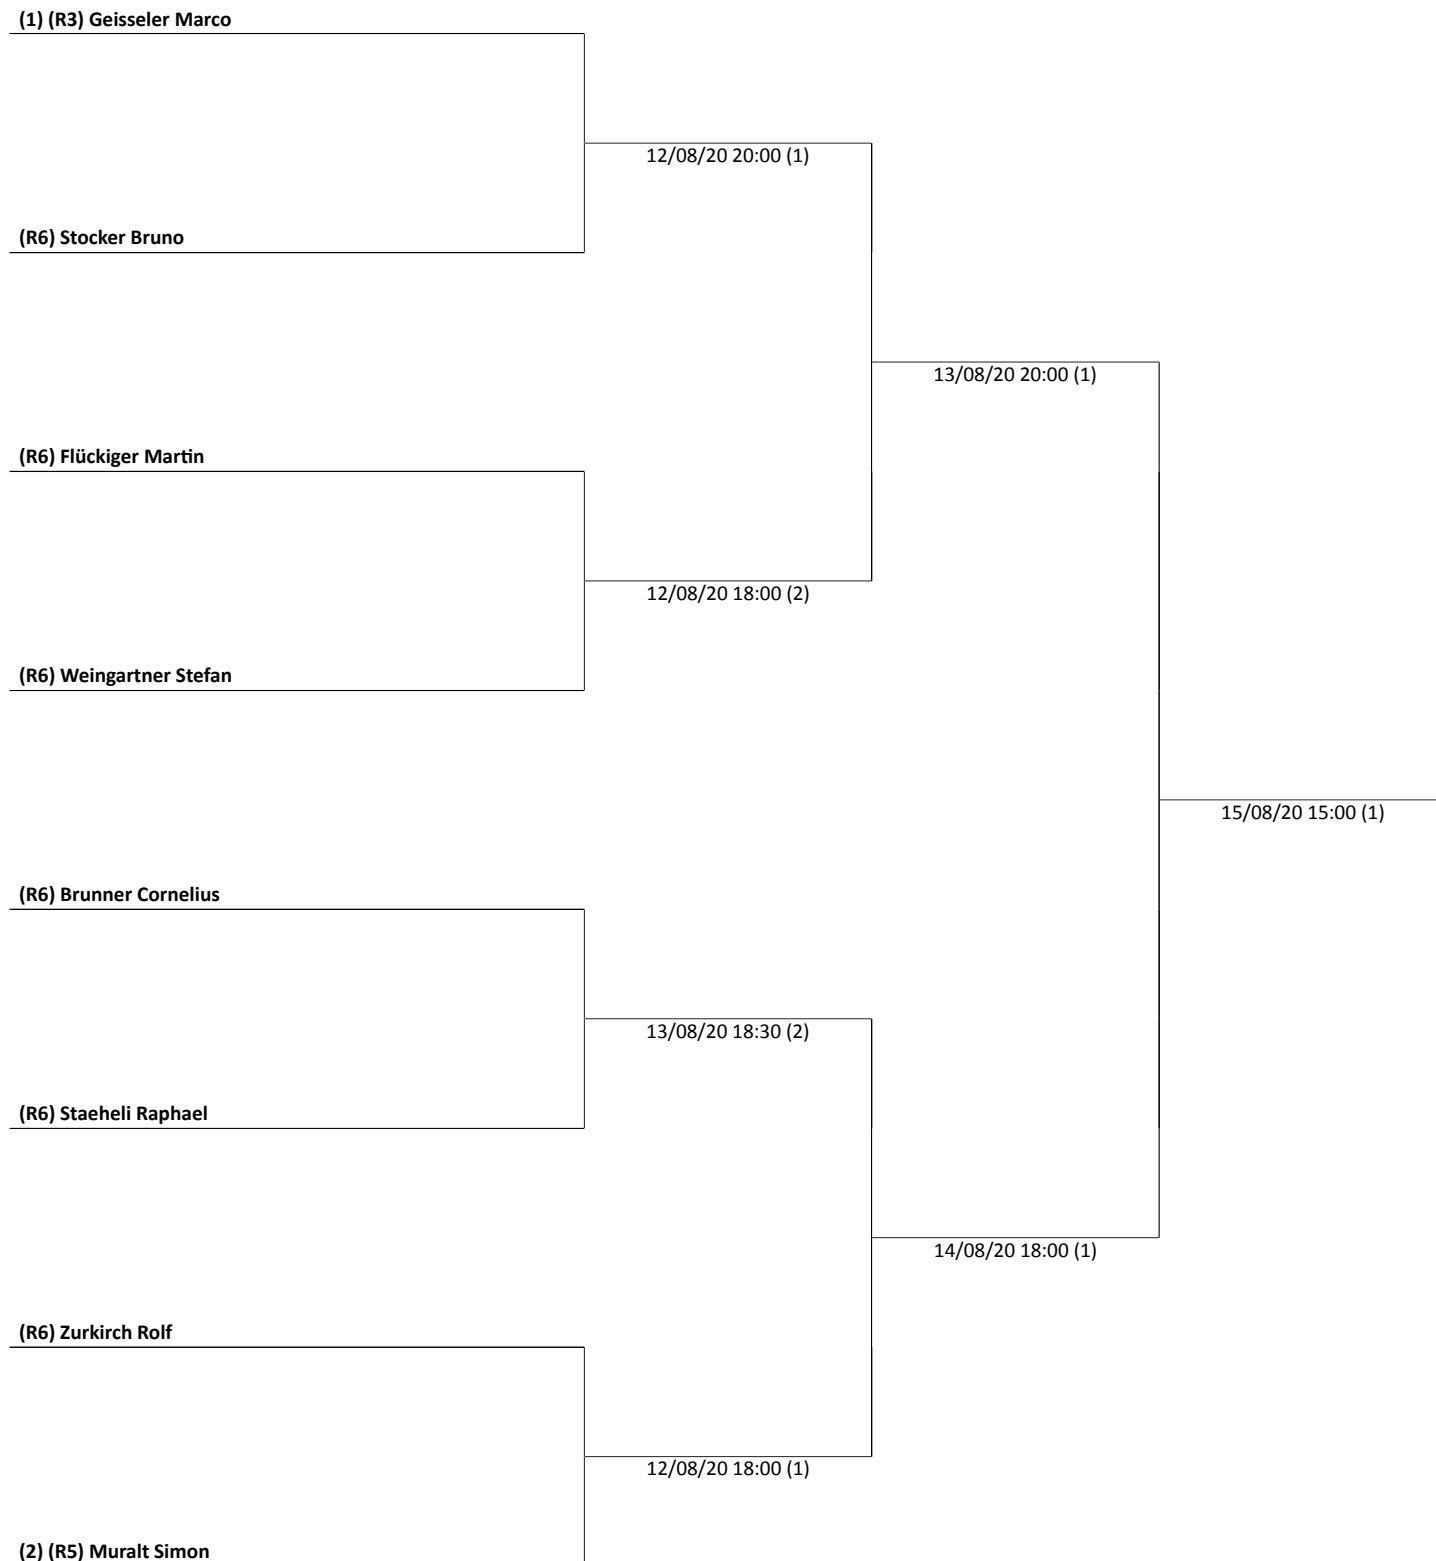 (1) (R3) Geisseler Marco
12/08/20 20:00 (1)
(R6) Stocker Bruno
13/08/20 20:00 (1)
(R6) Flückiger Martin
12/08/20 18:00 (2)
(R6) Weingartner Stefan
15/08/20 15:00 (1)
(R6) Brunner Cornelius
13/08/20 18:30 (2)
(R6) Staeheli Raphael
14/08/20 18:00 (1)
(R6) Zurkirch Rolf
12/08/20 18:00 (1)
(2) (R5) Muralt Simon